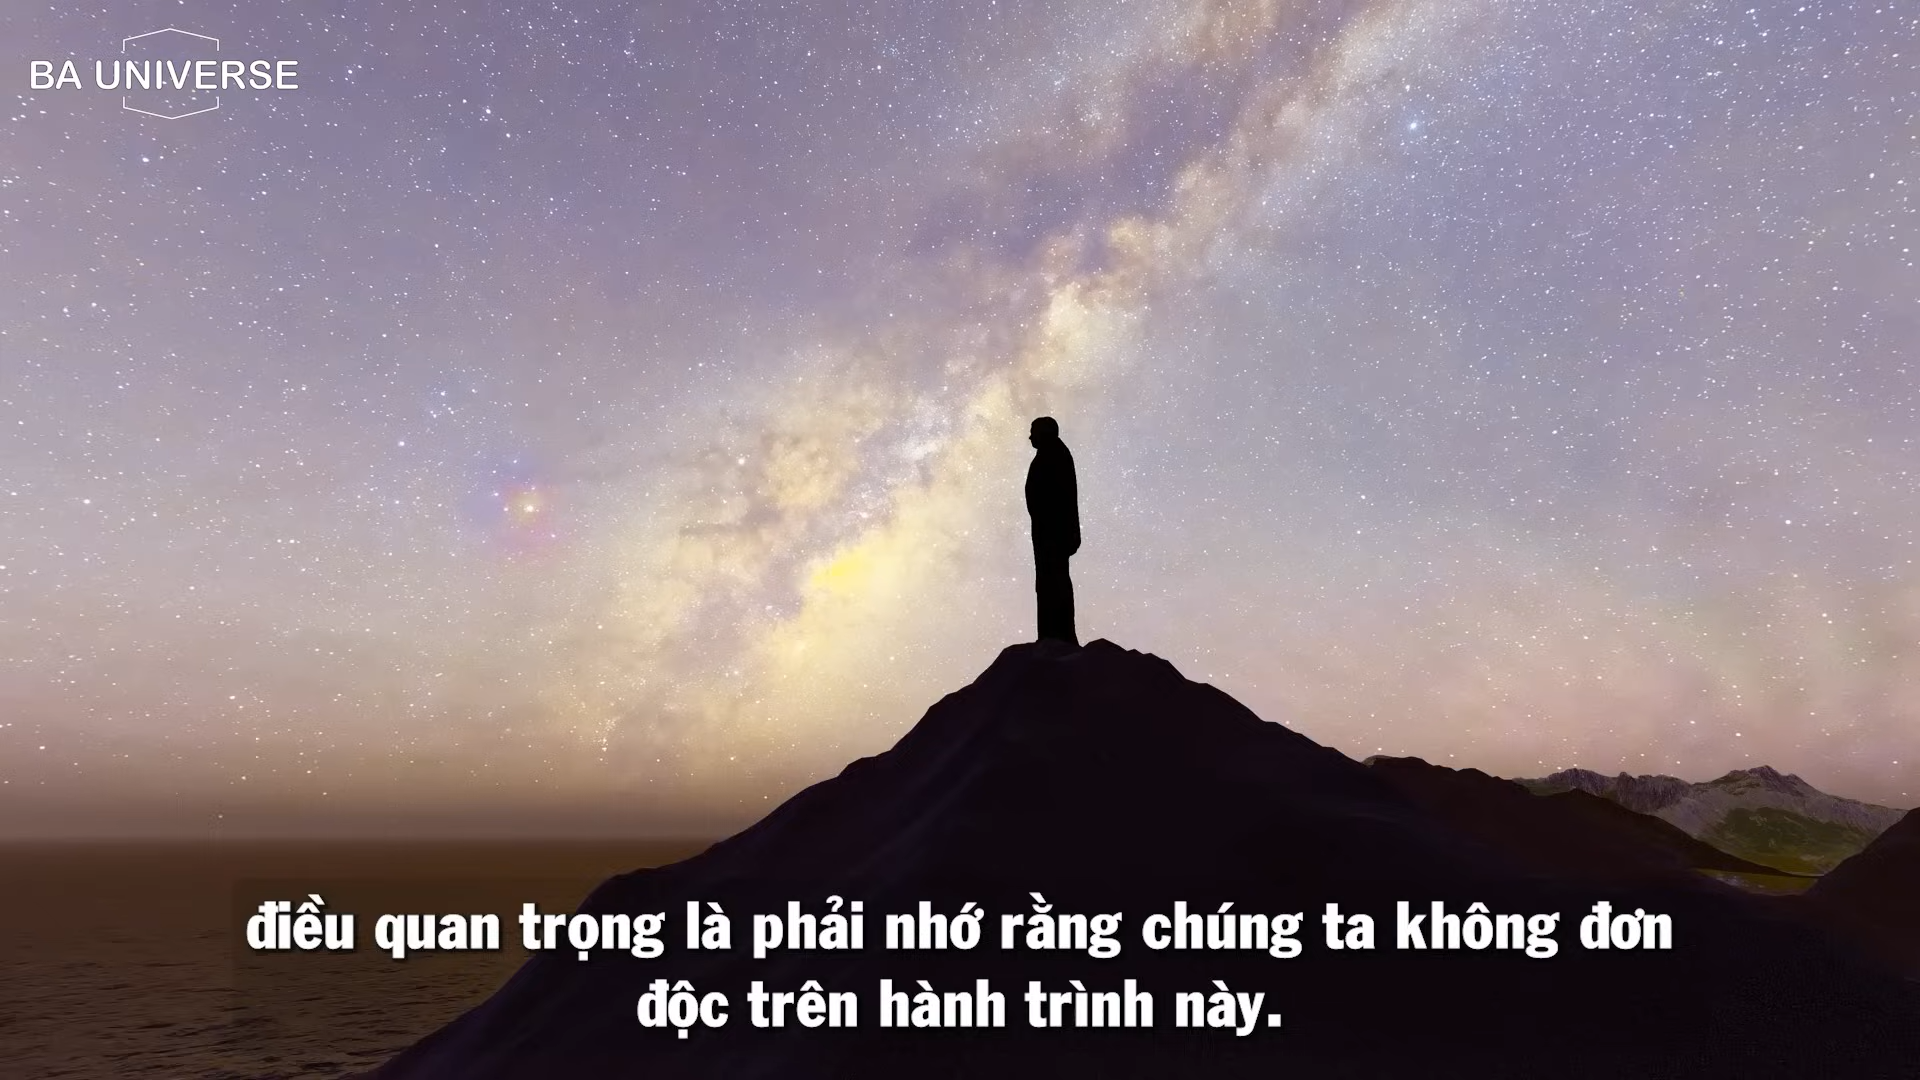 BA UNIVERSE
điều quan trọng là phải nhớ rằng chúng ta không đơn
độc trên hành trình này.